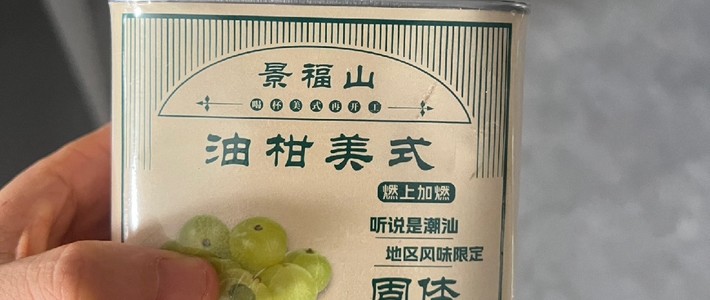 景福山
喝杯美式再开工
油柑美式
燃上加燃
听说是潮汕
地区风味限定
固体